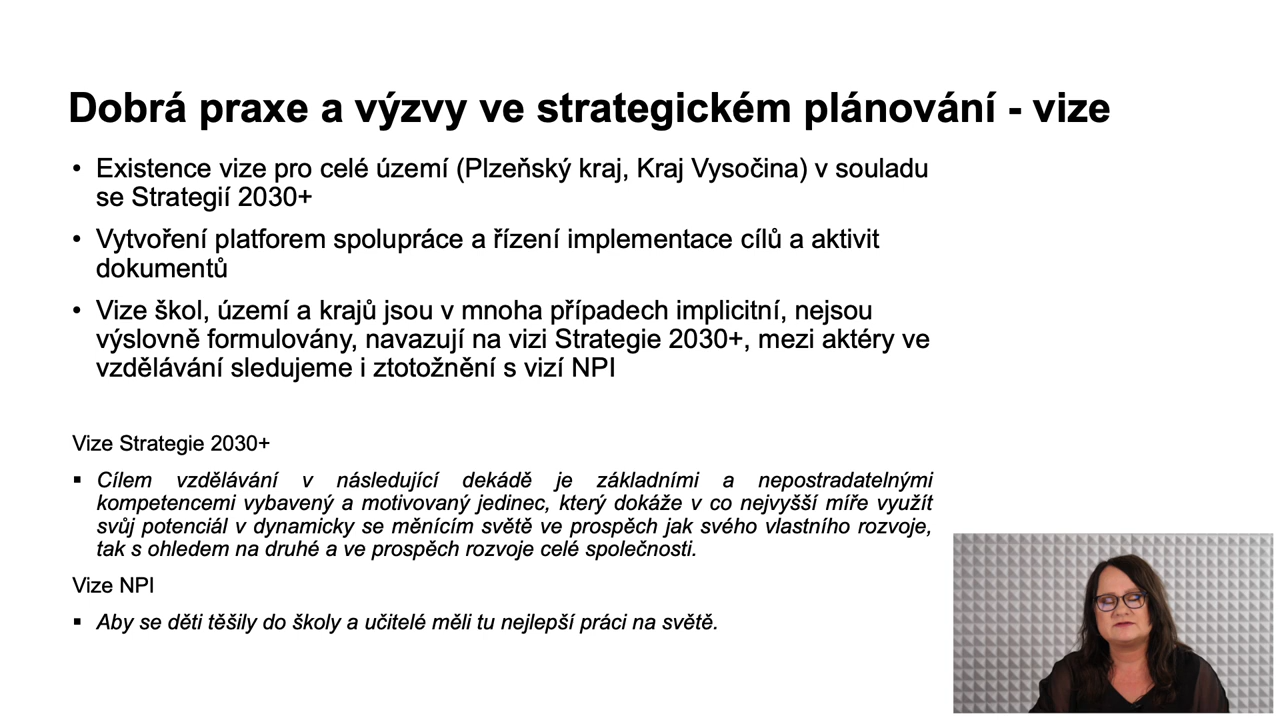 Dobrá praxe a výzvy ve strategickém plánování - vize
• Existence vize pro celé území (Plzeňský kraj, Kraj Vysočina) v souladu
se Strategií 2030+
• Vytvoření platforem spolupráce a řízení implementace cílů a aktivit
dokumentů
• Vize škol, území a krajů jsou v mnoha případech implicitní, nejsou
výslovně formulovány, navazují na vizi Strategie 2030+, mezi aktéry ve
vzdělávání sledujeme i ztotožnění s vizí NPI
Vize Strategie 2030+
▪ Cílem vzdělávání v následující dekádě je základními a nepostradatelnými
kompetencemi vybavený a motivovaný jedinec, který dokáže v co nejvyšší míře využít
svůj potenciál v dynamicky se měnícím světě ve prospěch jak svého vlastního rozvoje,
tak s ohledem na druhé a ve prospěch rozvoje celé společnosti.
Vize NPI
▪ Aby se děti těšily do školy a učitelé měli tu nejlepší práci na světě.